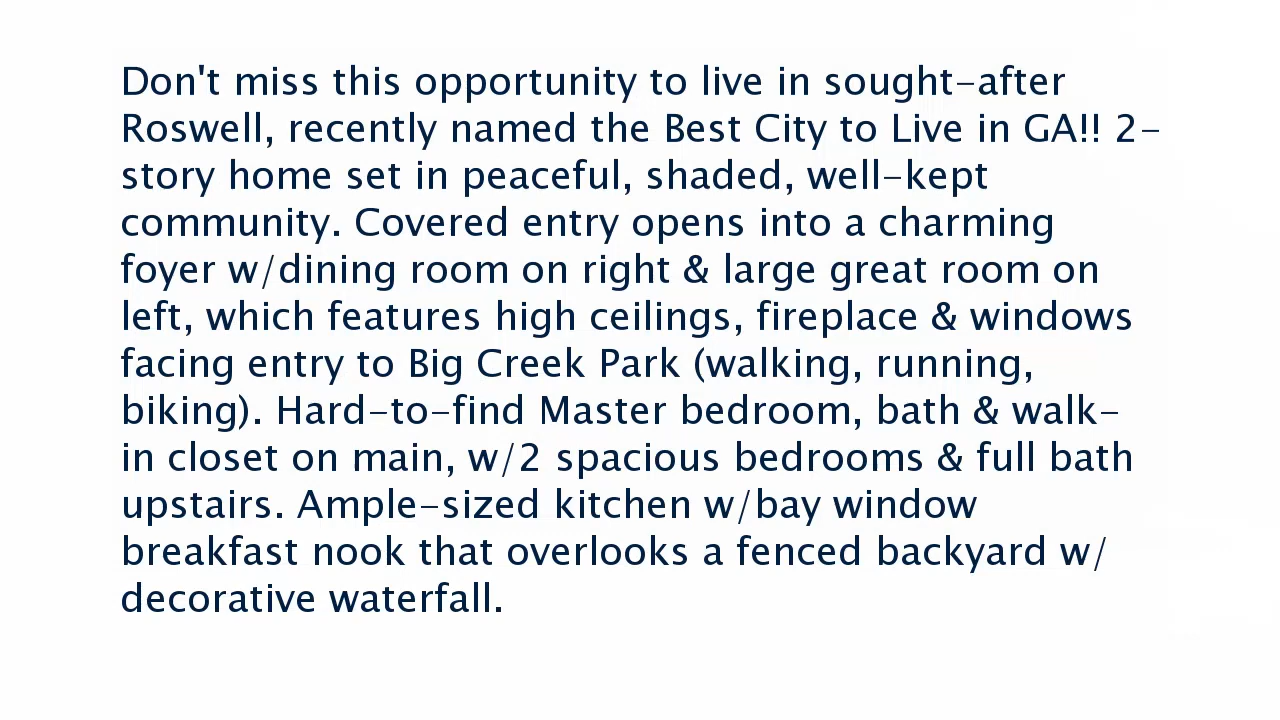 Don't miss this opportunity to live in sought-after
Roswell, recently named the Best City to Live in GA!! 2-
story home set in peaceful, shaded, well-kept
community. Covered entry opens into a charming
foyer w/dining room on right & large great room on
left, which features high ceilings, fireplace & windows
facing entry to Big Creek Park (walking, running,
biking). Hard-to-find Master bedroom, bath & walk-
in closet on main, w/2 spacious bedrooms & full bath
upstairs. Ample-sized kitchen w/bay window
breakfast nook that overlooks a fenced backyard w/
decorative waterfall.